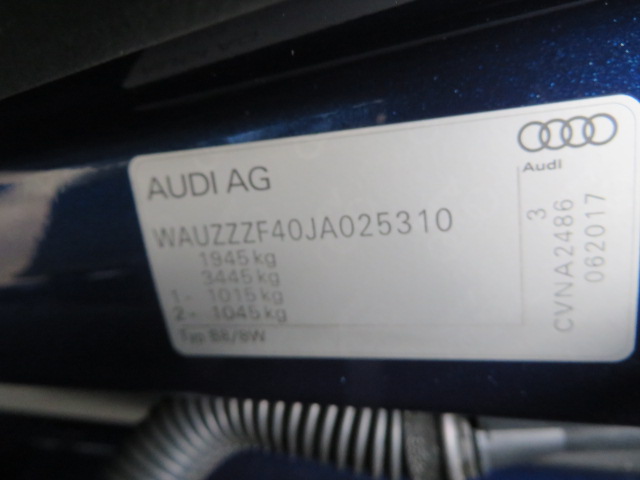 Audi
AUDI AG
WAUZZZF40JA025310
1945 kg
3445 kg
1- 1015 kg
2- 1045 kg
Typ B8/8W
3
CVNA2486
062017